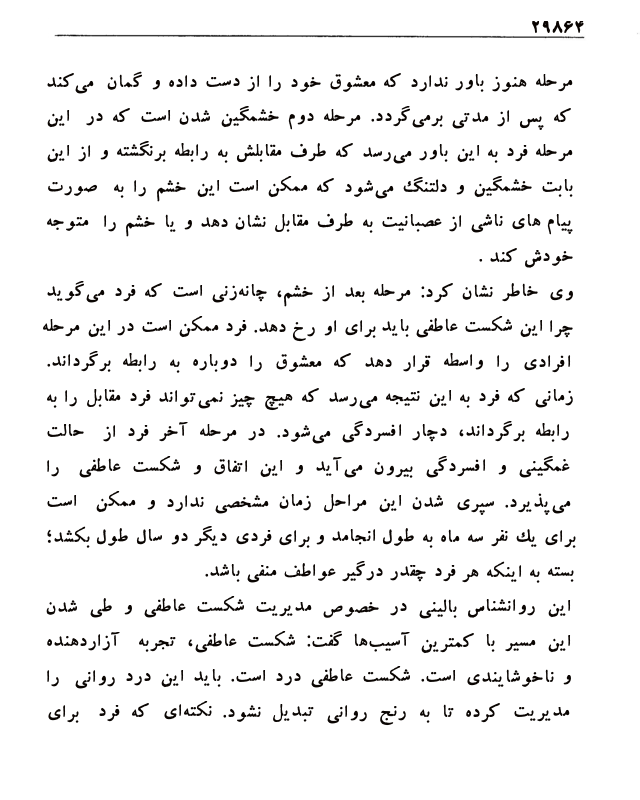 ۲۹۸۶۴
مرحله هنوز باور ندارد که معشوق خود را از دست داده و گمان می‌کند
که پس از مدتی برمی‌گردد. مرحله دوم خشمگین شدن است که در این
مرحله فرد به این باور می‌رسد که طرف مقابلش به رابطه برنگشته و از این
بابت خشمگین و دلتنگ می‌شود که ممکن است این خشم را به صورت
پیام های ناشی از عصبانیت به طرف مقابل نشان دهد و یا خشم را متوجه
خودش کند .
وی خاطر نشان کرد: مرحله بعد از خشم، چانه‌زنی است که فرد می‌گوید
چرا این شکست عاطفی باید برای او رخ دهد. فرد ممکن است در این مرحله
افرادی را واسطه قرار دهد که معشوق را دوباره به رابطه برگرداند.
زمانی که فرد به این نتیجه می‌رسد که هیچ چیز نمی‌تواند فرد مقابل را به
رابطه برگرداند، دچار افسردگی می‌شود. در مرحله آخر فرد از حالت
غمگینی و افسردگی بیرون می‌آید و این اتفاق و شکست عاطفی را
می‌پذیرد. سپری شدن این مراحل زمان مشخصی ندارد و ممکن است
برای یك نفر سه ماه به طول انجامد و برای فردی دیگر دو سال طول بکشد؛
بسته به اینکه هر فرد چقدر درگیر عواطف منفی باشد.
این روانشناس بالینی در خصوص مدیریت شکست عاطفی و طی شدن
این مسیر با کمترین آسیب‌ها گفت: شکست عاطفی، تجربه آزاردهنده
و ناخوشایندی است. شکست عاطفی درد است. باید این درد روانی را
مدیریت کرده تا به رنج روانی تبدیل نشود. نکته‌ای که فرد برای